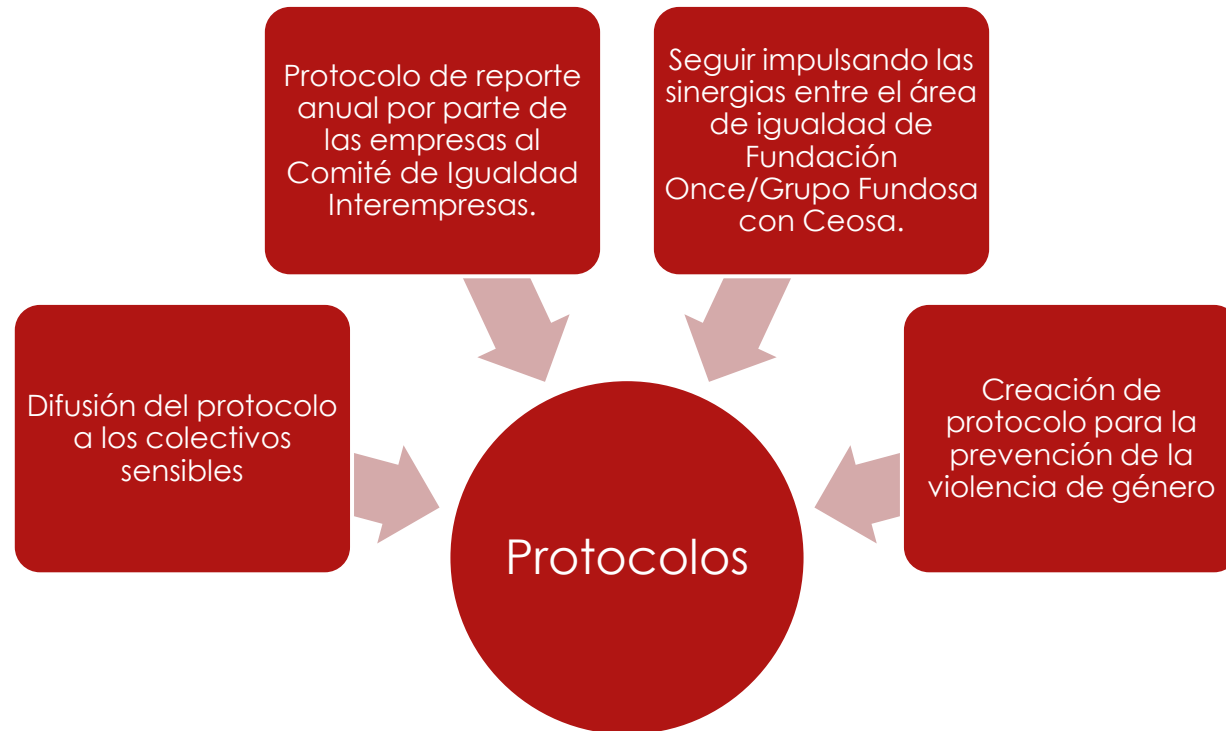 Protocolo de reporte
anual por parte de
las empresas al
Comité de Igualdad
Interempresas.
Seguir impulsando las
sinergias entre el área
de igualdad de
Fundación
Once/Grupo Fundosa
con Ceosa.
Difusión del protocolo
a los colectivos
sensibles
Creación de
protocolo para la
prevención de la
violencia de género
Protocolos